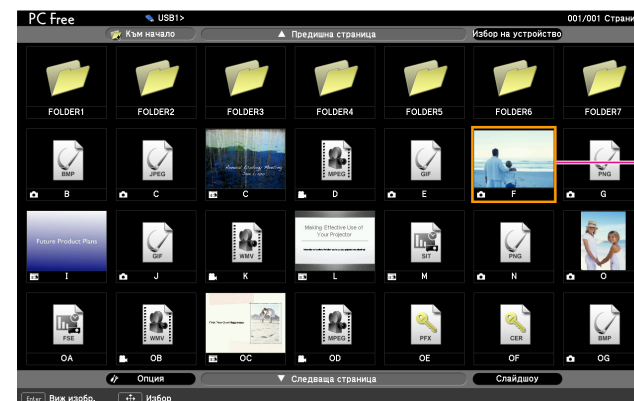 PC Free USB1> 001/001 Страни
Към начало Предишна страница Избор на устройство
FOLDER1 FOLDER2 FOLDER3 FOLDER4 FOLDER5 FOLDER6 FOLDER7
BMP JPEG MPEG GIF PNG
B C C D E F G
Future Product Plans GIF WMV Making Effective Use of Your Projector SIT PNG
I J K L M N O
FSE WMV MPEG PFX CER BMP
OA OB OC OD OE OF OG
Опция Следваща страница Слайдшоу
Enter Виж изобр. Избор